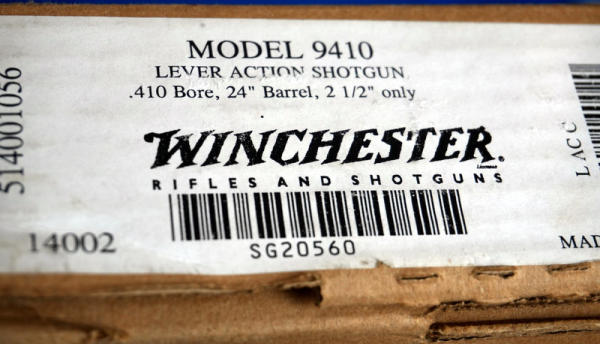 MODEL 9410
LEVER ACTION SHOTGUN
.410 Bore, 24" Barrel, 2 1/2" only
WINCHESTER.
RIFLES AND SHOTGUNS
SG20560
14002
514001056
LACC
MAD